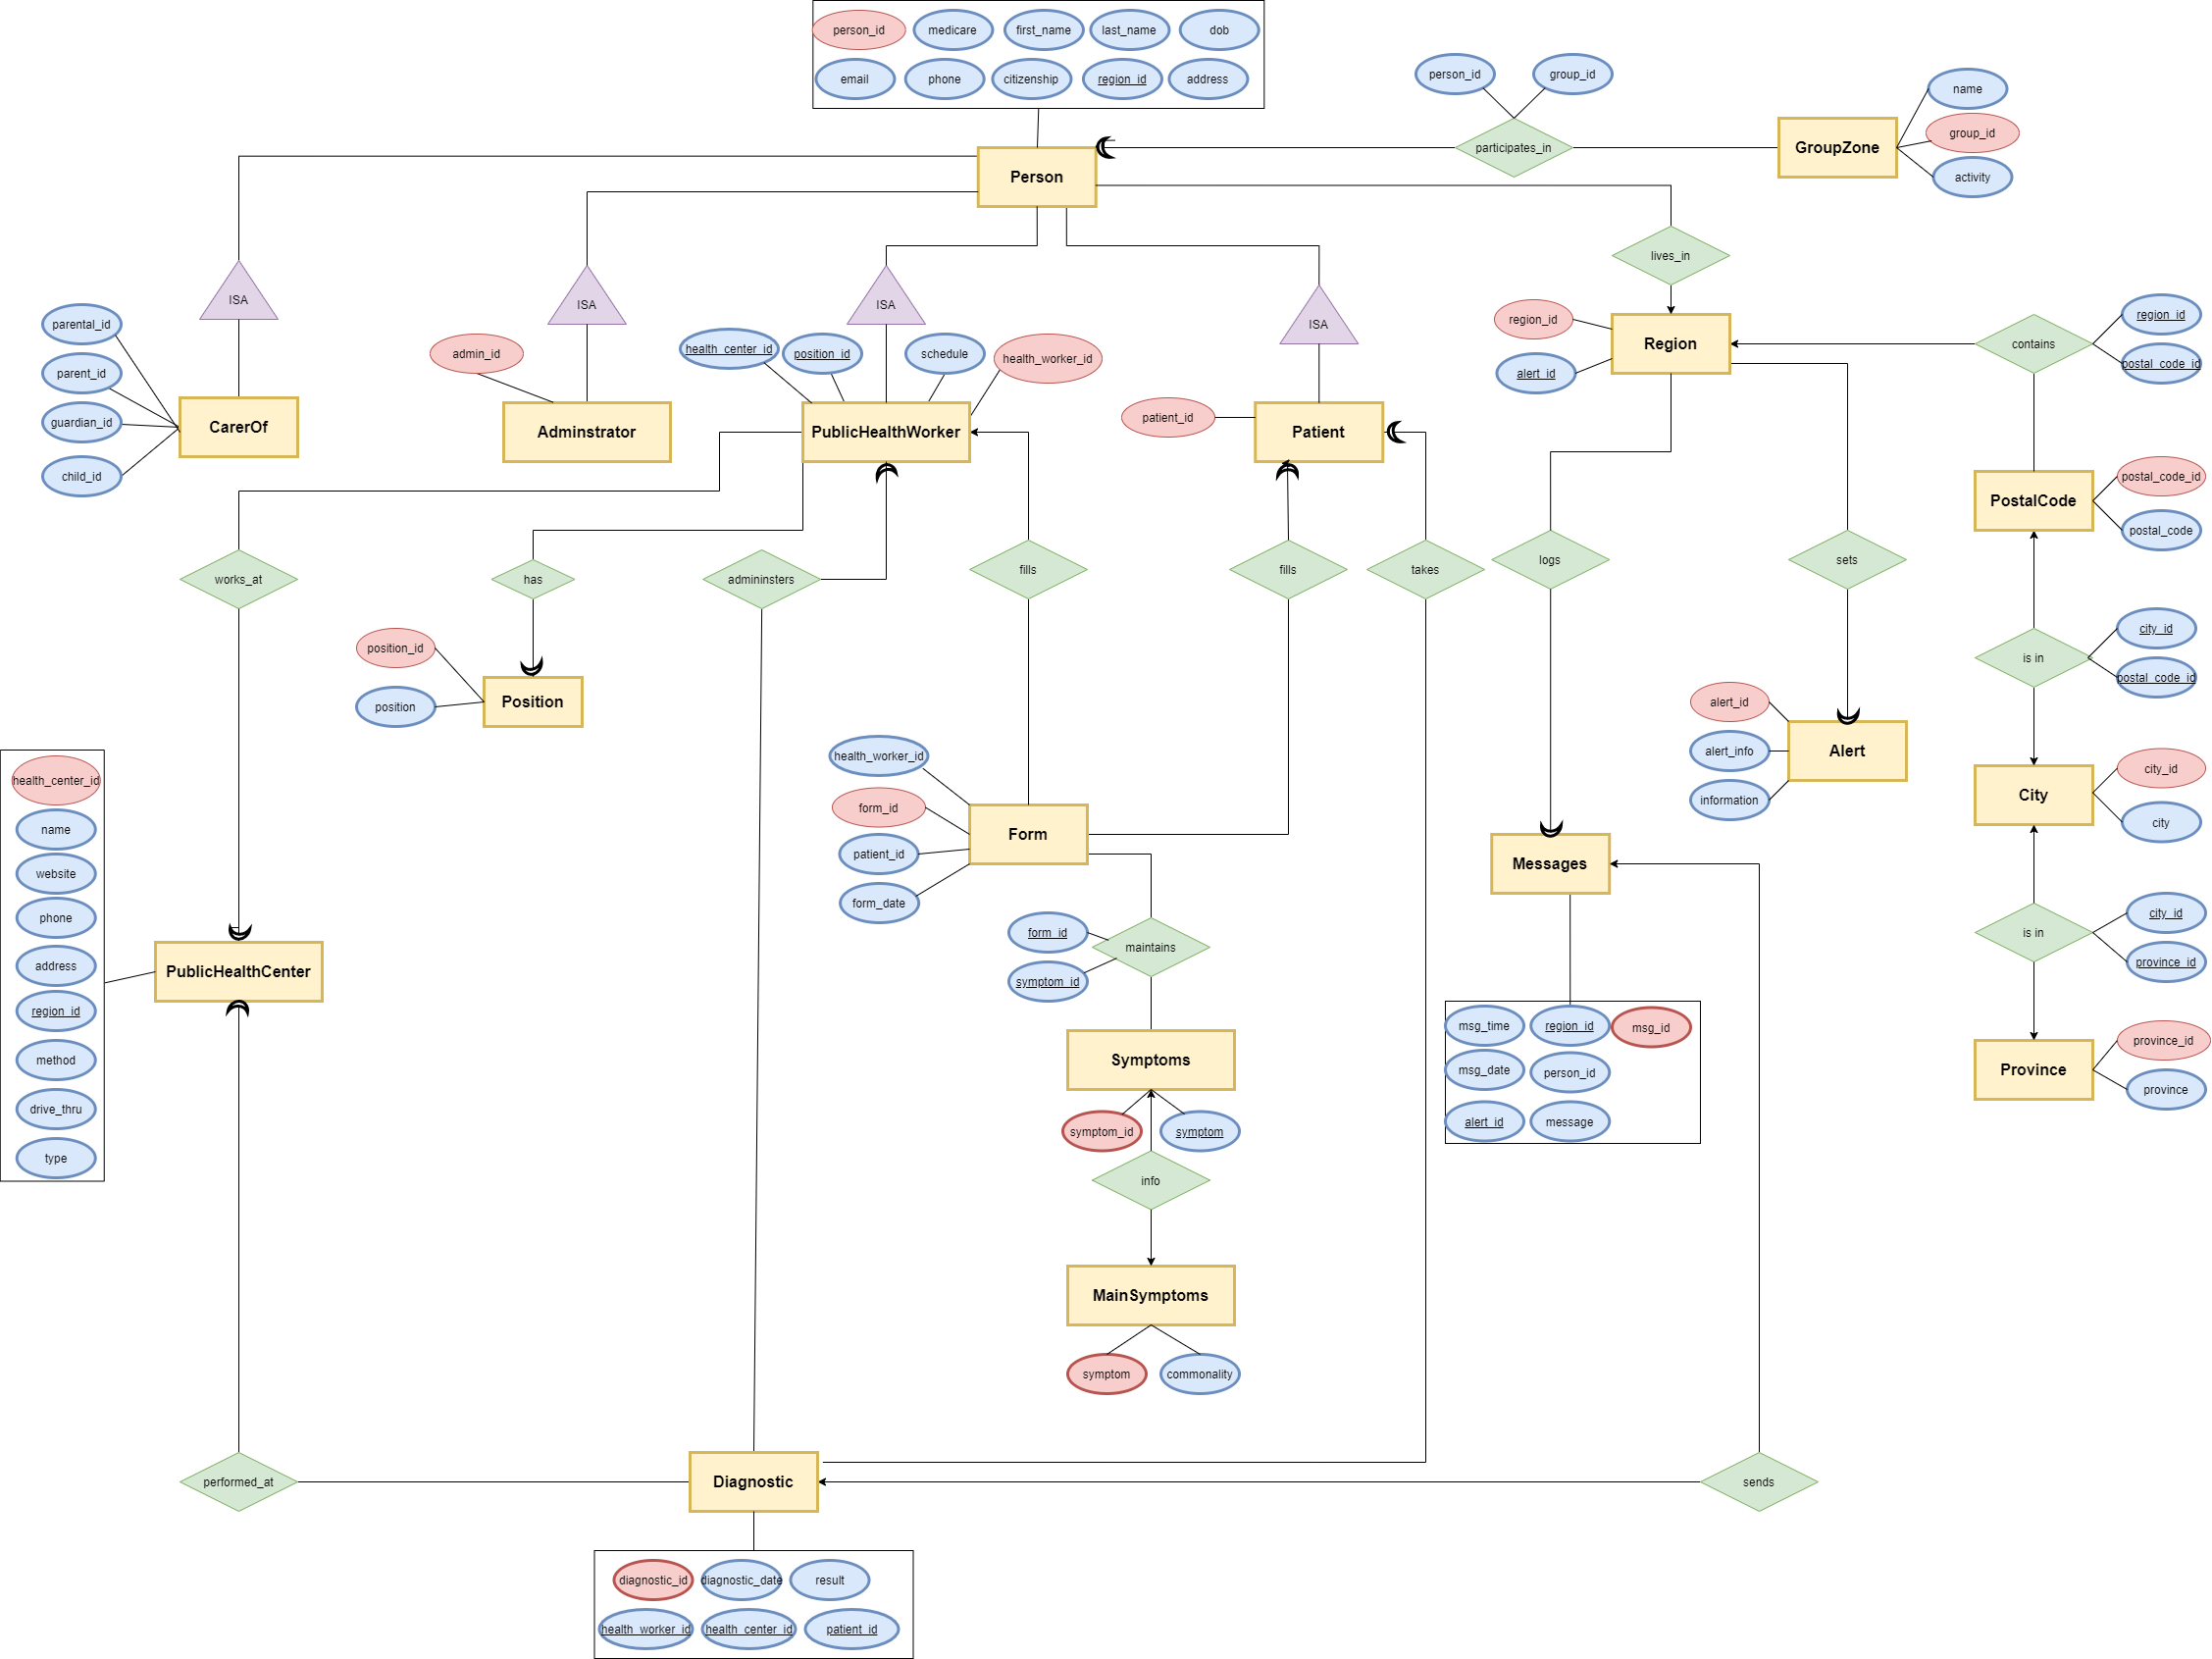 person_id
medicare
first_name
last_name
dob
email
phone
citizenship
region_id
address
person_id
group_id
name
group_id
activity
participates_in
GroupZone
Person
lives_in
ISA
ISA
ISA
ISA
parental_id
parent_id
guardian_id
child_id
CarerOf
admin_id
Adminstrator
health_center_id
position_id
schedule
health_worker_id
PublicHealthWorker
patient_id
Patient
region_id
alert_id
Region
contains
region_id
postal_code_id
PostalCode
postal_code_id
postal_code
works_at
has
admininsters
fills
fills
takes
logs
sets
is in
city_id
postal_code_id
position_id
position
Position
alert_id
alert_info
information
Alert
City
city_id
city
health_center_id
name
website
phone
address
region_id
method
drive_thru
type
PublicHealthCenter
health_worker_id
form_id
patient_id
form_date
Form
Messages
is in
city_id
province_id
form_id
symptom_id
maintains
Symptoms
symptom_id
symptom
info
MainSymptoms
symptom
commonality
msg_time
region_id
msg_id
msg_date
person_id
alert_id
message
Province
province_id
province
performed_at
Diagnostic
sends
diagnostic_id
diagnostic_date
result
health_worker_id
health_center_id
patient_id